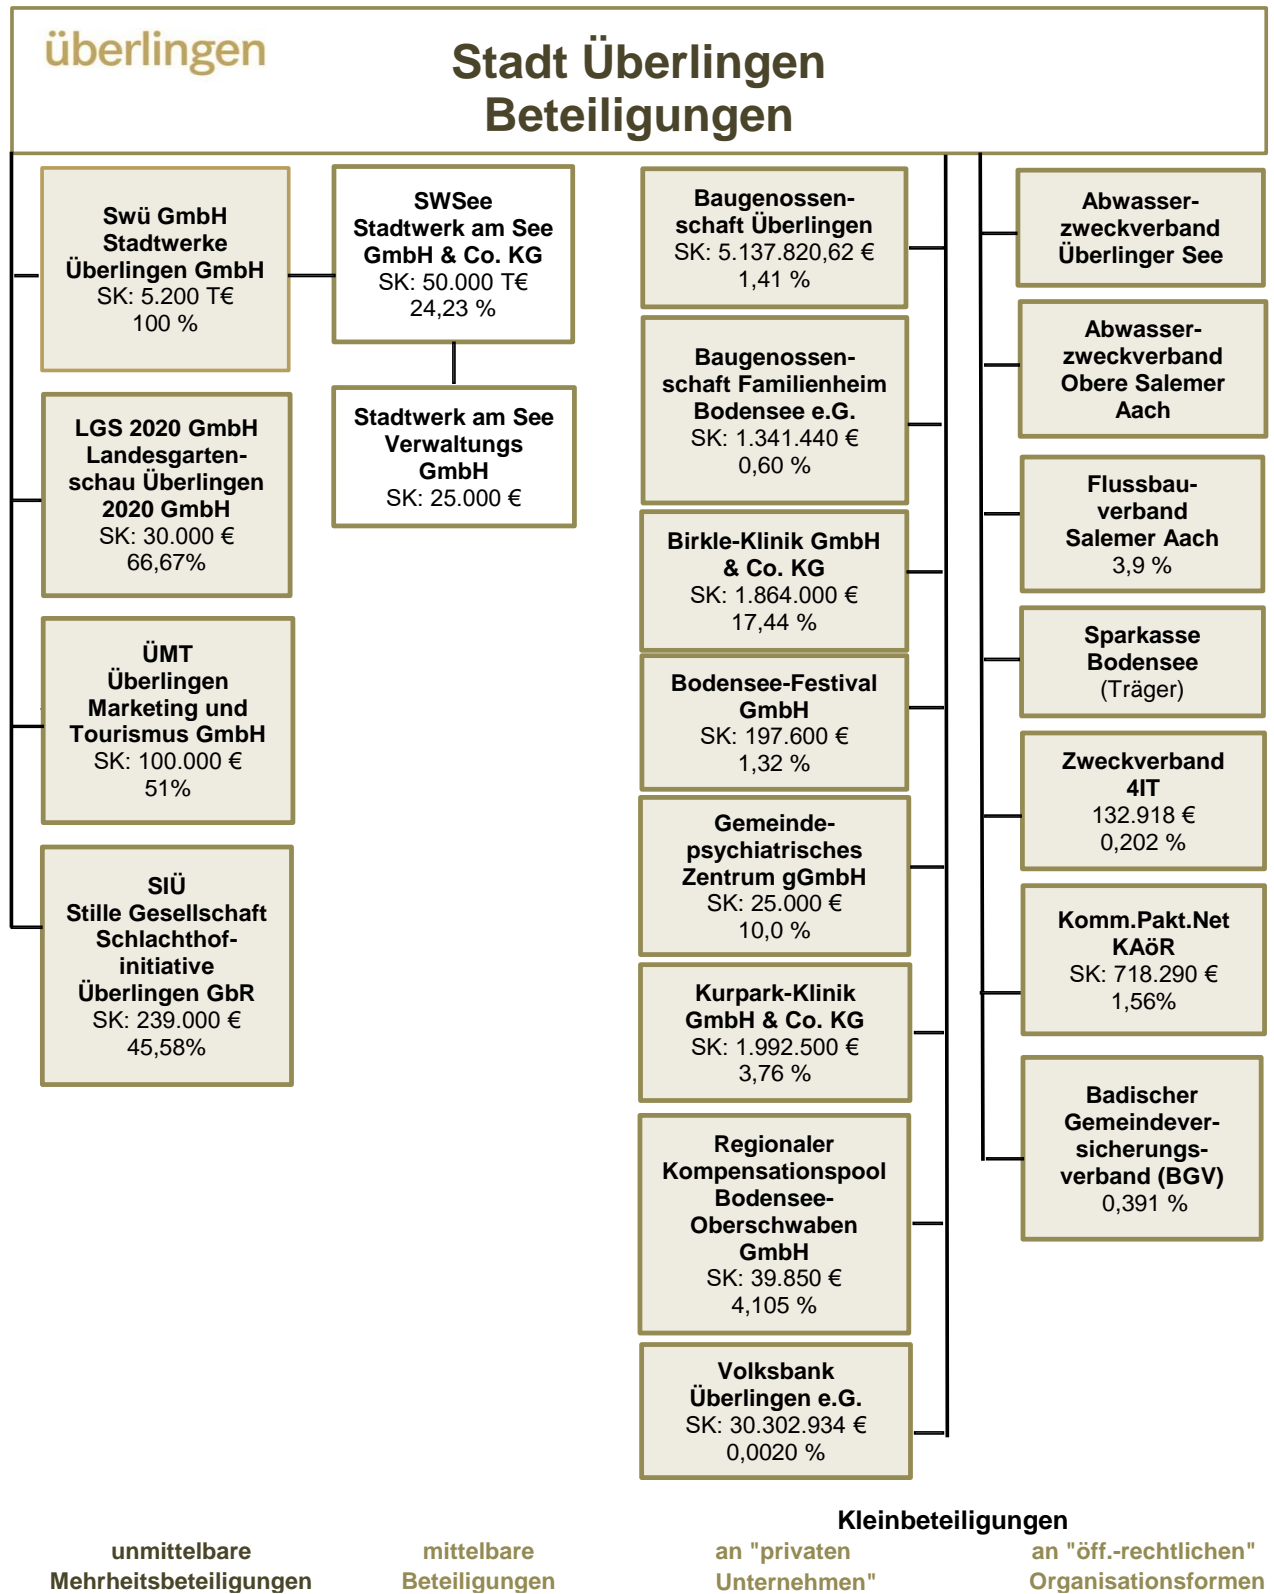 überlingen
Stadt Überlingen
Beteiligungen
Swü GmbH
Stadtwerke
Überlingen GmbH
SK: 5.200 T€
100 %
LGS 2020 GmbH
Landesgarten-
schau Überlingen
2020 GmbH
SK: 30.000 €
66,67%
ÜMT
Überlingen
Marketing und
Tourismus GmbH
SK: 100.000 €
51%
SIÜ
Stille Gesellschaft
Schlachthof-
initiative
Überlingen GbR
SK: 239.000 €
45,58%
SWSee
Stadtwerk am See
GmbH & Co. KG
SK: 50.000 T€
24,23 %
Stadtwerk am See
Verwaltungs
GmbH
SK: 25.000 €
Baugenossen-
schaft Überlingen
SK: 5.137.820,62 €
1,41 %
Baugenossen-
schaft Familienheim
Bodensee e.G.
SK: 1.341.440 €
0,60 %
Birkle-Klinik GmbH
& Co. KG
SK: 1.864.000 €
17,44 %
Bodensee-Festival
GmbH
SK: 197.600 €
1,32 %
Gemeinde-
psychiatrisches
Zentrum gGmbH
SK: 25.000 €
10,0 %
Kurpark-Klinik
GmbH & Co. KG
SK: 1.992.500 €
3,76 %
Regionaler
Kompensationspool
Bodensee-
Oberschwaben
GmbH
SK: 39.850 €
4,105 %
Volksbank
Überlingen e.G.
SK: 30.302.934 €
0,0020 %
Abwasser-
zweckverband
Überlinger See
Abwasser-
zweckverband
Obere Salemer
Aach
Flussbau-
verband
Salemer Aach
3,9 %
Sparkasse
Bodensee
(Träger)
Zweckverband
4IT
132.918 €
0,202 %
Komm.Pakt.Net
KAöR
SK: 718.290 €
1,56%
Badischer
Gemeindever-
sicherungs-
verband (BGV)
0,391 %
Kleinbeteiligungen
unmittelbare
Mehrheitsbeteiligungen
mittelbare
Beteiligungen
an "privaten
Unternehmen"
an "öff.-rechtlichen"
Organisationsformen